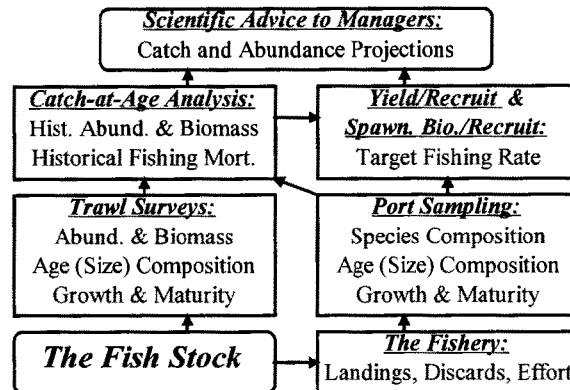 Scientific Advice to Managers:
Catch and Abundance Projections
Catch-at-Age Analysis:
Hist. Abund. & Biomass
Historical Fishing Mort.
Yield/Recruit &
Spawn. Bio./Recruit:
Target Fishing Rate
Trawl Surveys:
Abund. & Biomass
Age (Size) Composition
Growth & Maturity
Port Sampling:
Species Composition
Age (Size) Composition
Growth & Maturity
The Fish Stock
The Fishery:
Landings, Discards, Effort